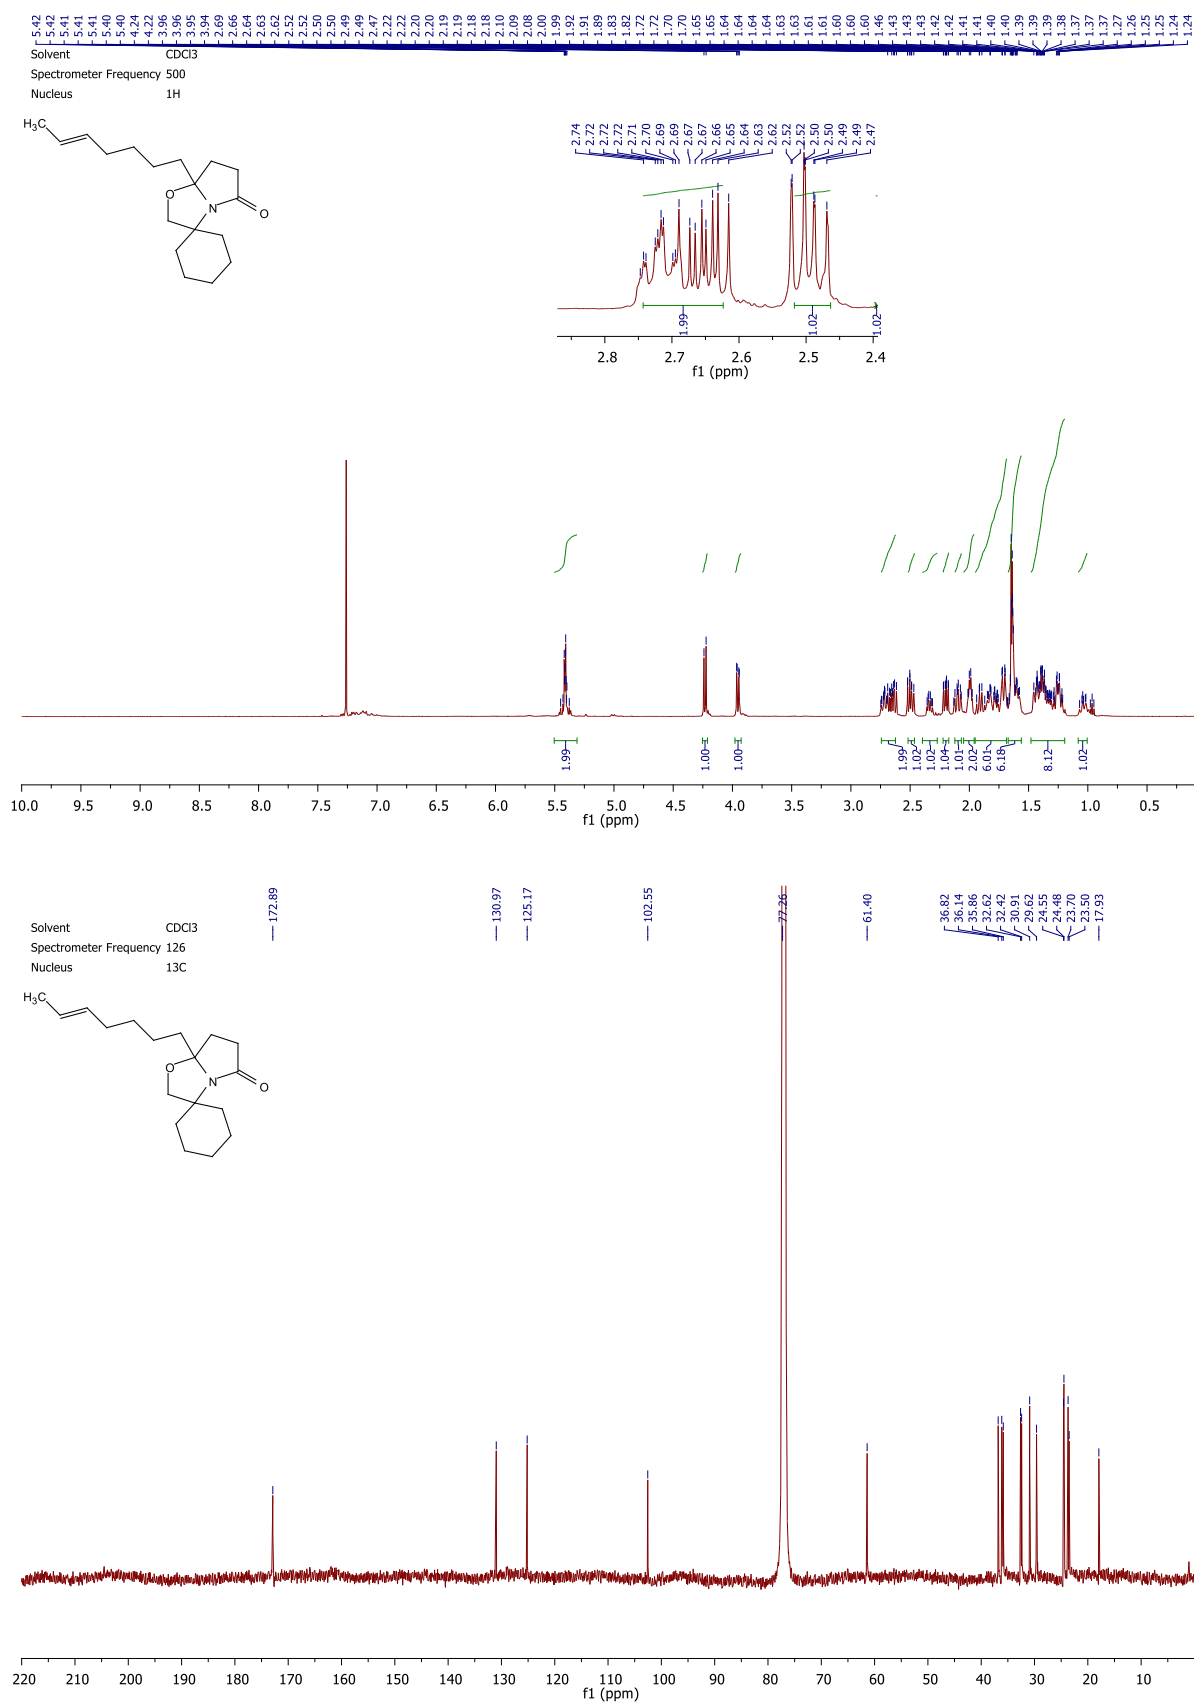 5.42 5.42 5.41 5.41 5.41 5.40 5.40 4.24 4.22 3.96 3.96 3.95 3.94 2.69 2.66 2.64 2.63 2.62 2.52 2.52 2.50 2.50 2.49 2.49 2.47 2.22 2.22 2.20 2.20 2.19 2.19 2.18 2.18 2.10 2.09 2.08 2.00 1.99 1.92 1.91 1.89 1.83 1.82 1.72 1.72 1.70 1.70 1.65 1.65 1.64 1.64 1.64 1.64 1.63 1.63 1.61 1.61 1.60 1.60 1.60 1.46 1.43 1.43 1.43 1.42 1.42 1.41 1.41 1.40 1.40 1.39 1.39 1.39 1.38 1.37 1.37 1.37 1.27 1.26 1.25 1.25 1.24 1.24
Solvent CDCl3
Spectrometer Frequency 500
Nucleus 1H
H3C
O
N
O
2.74 2.72 2.72 2.72 2.71 2.70 2.69 2.69 2.67 2.67 2.66 2.65 2.64 2.63 2.62 2.52 2.52 2.50 2.50 2.49 2.49 2.47
1.99 1.02 1.02
2.8 2.7 2.6 2.5 2.4
f1 (ppm)
1.99 1.00 1.00 1.99 1.02 1.02 1.04 1.01 2.02 6.01 6.18 8.12 1.02
10.0 9.5 9.0 8.5 8.0 7.5 7.0 6.5 6.0 5.5 5.0 4.5 4.0 3.5 3.0 2.5 2.0 1.5 1.0 0.5
f1 (ppm)
172.89 130.97 125.17 102.55 77.26 61.40 36.82 36.14 35.86 32.62 32.42 30.91 29.62 24.55 24.48 23.70 23.50 17.93
Solvent CDCl3
Spectrometer Frequency 126
Nucleus 13C
H3C
O
N
O
220 210 200 190 180 170 160 150 140 130 120 110 100 90 80 70 60 50 40 30 20 10
f1 (ppm)